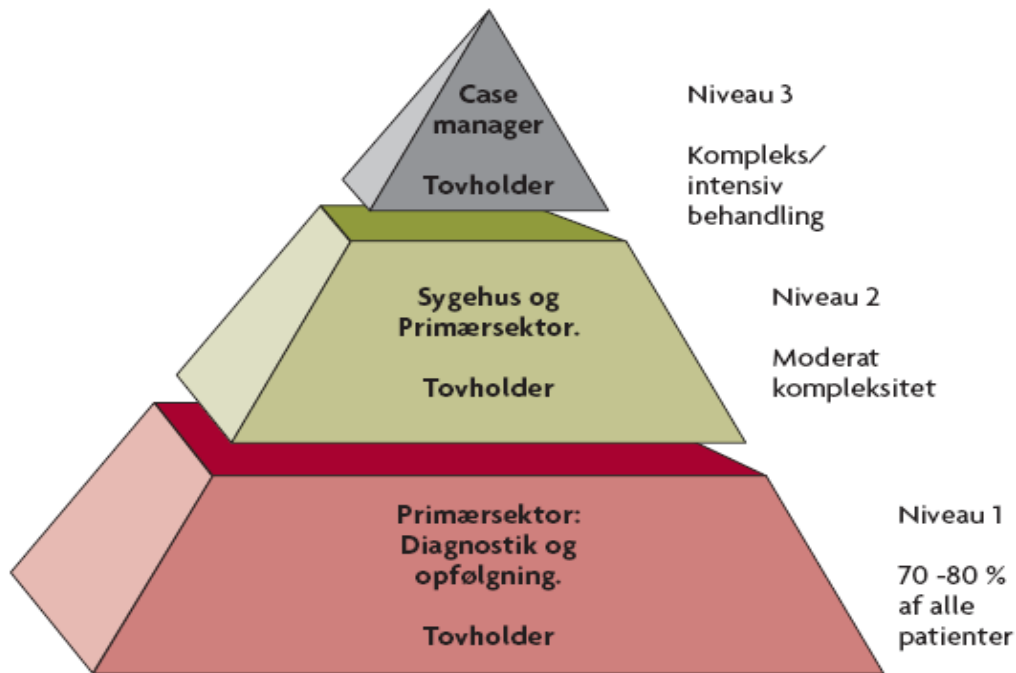 Case
manager
Tovholder
Niveau 3
Kompleks/
intensiv
behandling
Sygehus og
Primærsektor.
Tovholder
Niveau 2
Moderat
kompleksitet
Primærsektor:
Diagnostik og
opfølgning.
Tovholder
Niveau 1
70 -80 %
af alle
patienter